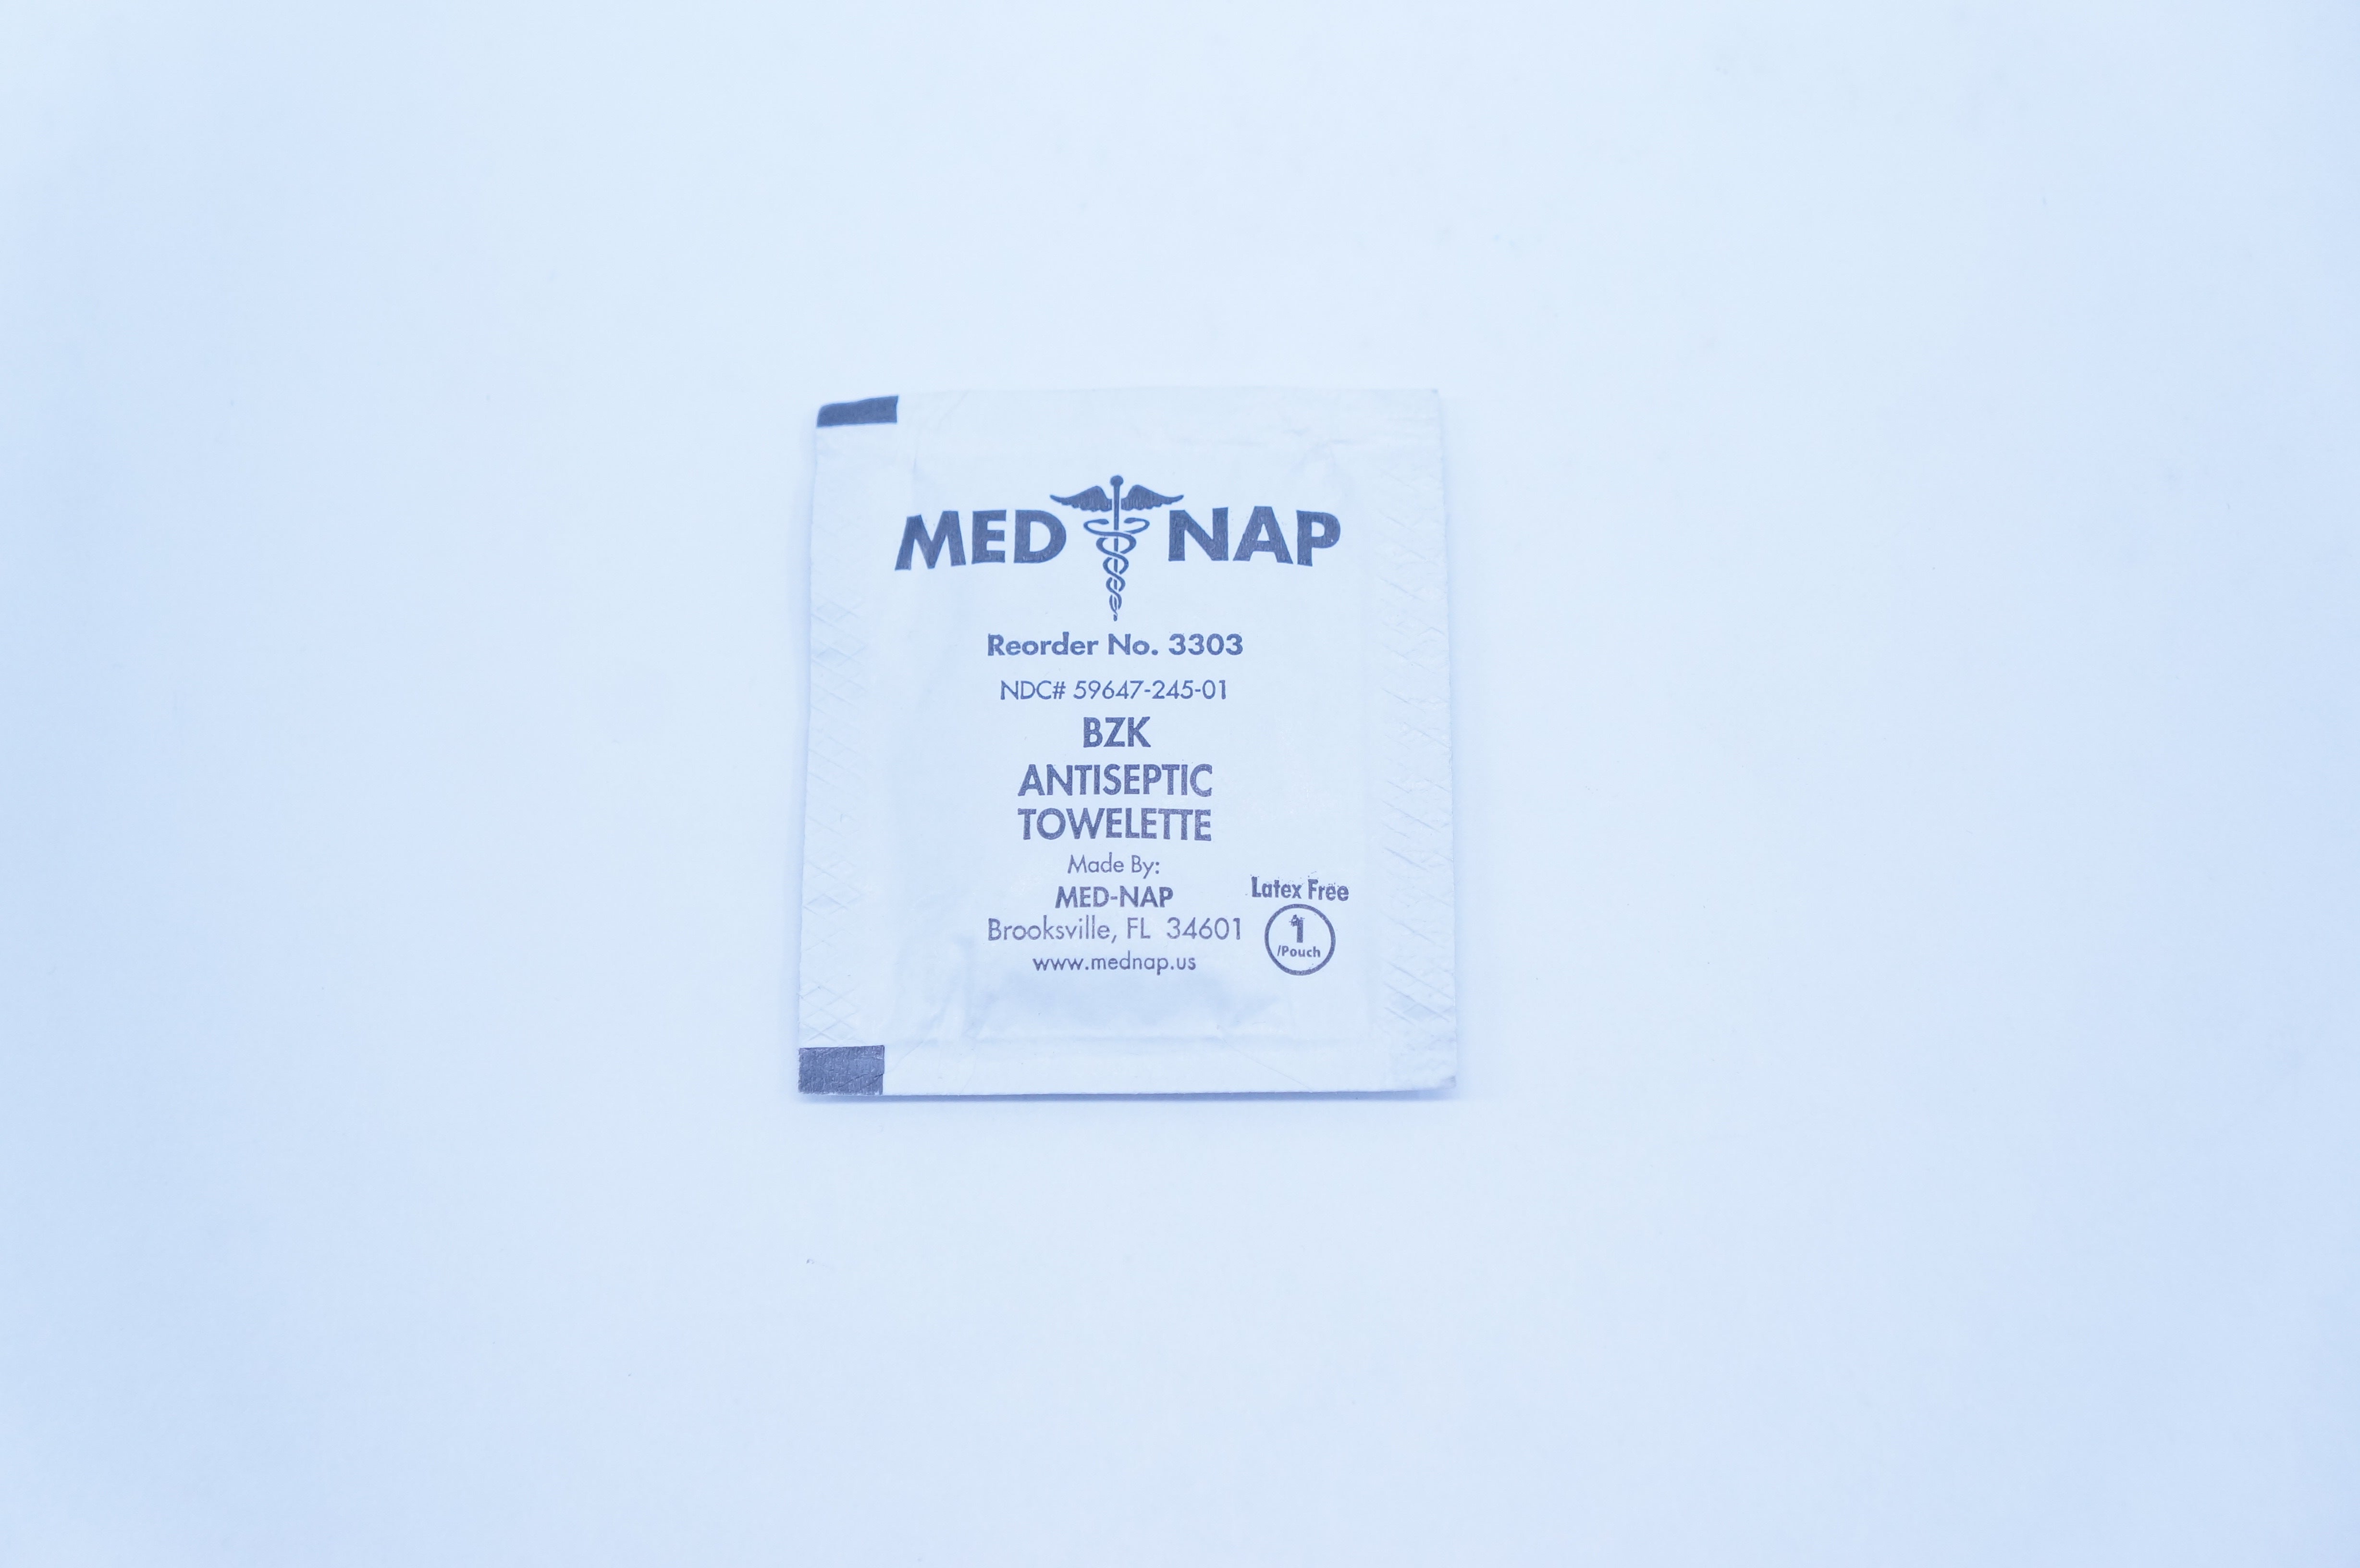 MED NAP
Reorder No. 3303
NDC# 59647-245-01
BZK
ANTISEPTIC
TOWELETTE
Made By:
MED-NAP
Brooksville, FL 34601
www.mednap.us
Latex Free
1
/Pouch